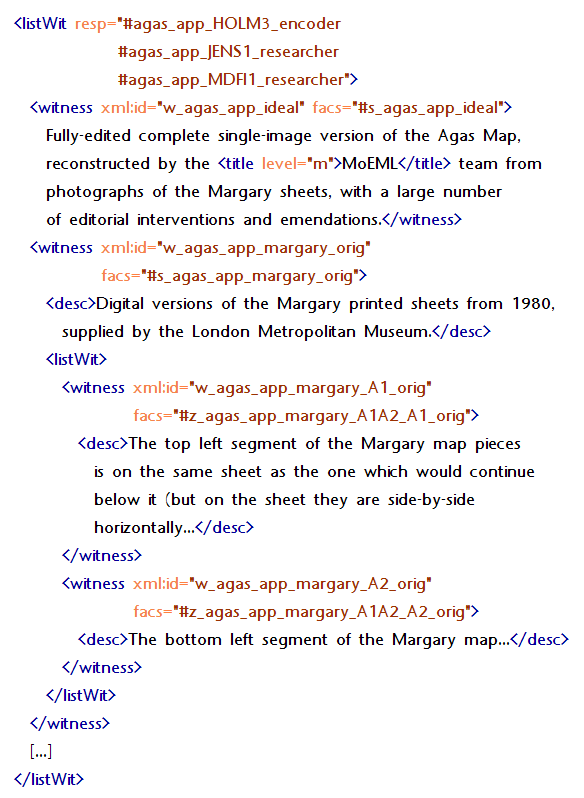 <listWit resp="#agas_app_HOLM3_encoder
#agas_app_JENS1_researcher
#agas_app_MDFI1_researcher">
<witness xml:id="w_agas_app_ideal" facs="#s_agas_app_ideal">
Fully-edited complete single-image version of the Agas Map,
reconstructed by the <title level="m">MoEML</title> team from
photographs of the Margary sheets, with a large number
of editorial interventions and emendations.</witness>
<witness xml:id="w_agas_app_margary_orig"
facs="#s_agas_app_margary_orig">
<desc>Digital versions of the Margary printed sheets from 1980,
supplied by the London Metropolitan Museum.</desc>
<listWit>
<witness xml:id="w_agas_app_margary_A1_orig"
facs="#z_agas_app_margary_A1A2_A1_orig">
<desc>The top left segment of the Margary map pieces
is on the same sheet as the one which would continue
below it (but on the sheet they are side-by-side
horizontally...</desc>
</witness>
<witness xml:id="w_agas_app_margary_A2_orig"
facs="#z_agas_app_margary_A1A2_A2_orig">
<desc>The bottom left segment of the Margary map...</desc>
</witness>
</listWit>
</witness>
[...]
</listWit>